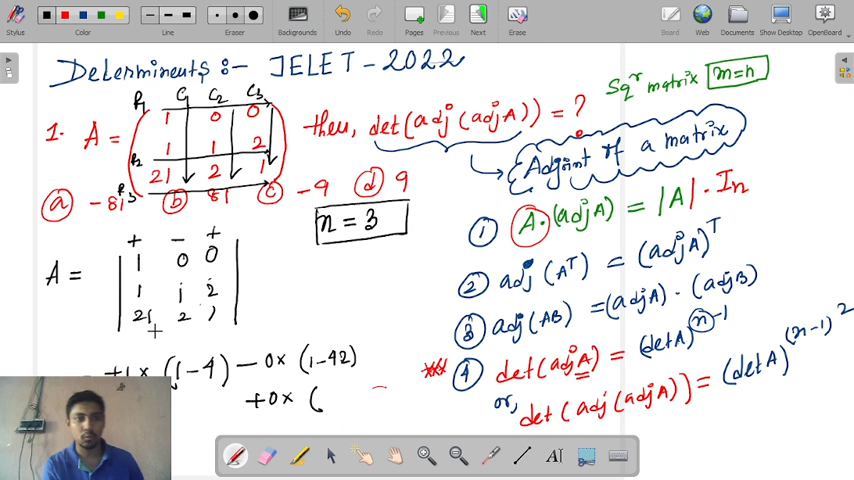 Stylus Color Line Eraser Backgrounds Undo Redo Pages Previous Next Erase Board Web Documents Show Desktop OpenBoard
Determinents :- JELET-2022
Sqr matrix m=n
R1 C1 C2 C3
1. A = ( 1 0 0
R2 1 1 2
R3 21 2 1 )
then, det(adj(adjA)) = ?
Adjoint of a matrix
a -81 b 81 c -9 d 9
n = 3
1 A·(adjA) = |A|·In
2 adj(A^T) = (adjA)^T
3 adj(AB) = (adjA)·(adjB)
4 det(adjA) = (detA)^n-1
or, det(adj(adjA)) = (detA)^(n-1)^2
+ - +
A = | 1 0 0
1 1 2
21 2 1 |
+
= +1×(1-4) - 0×(1-42)
+0×(